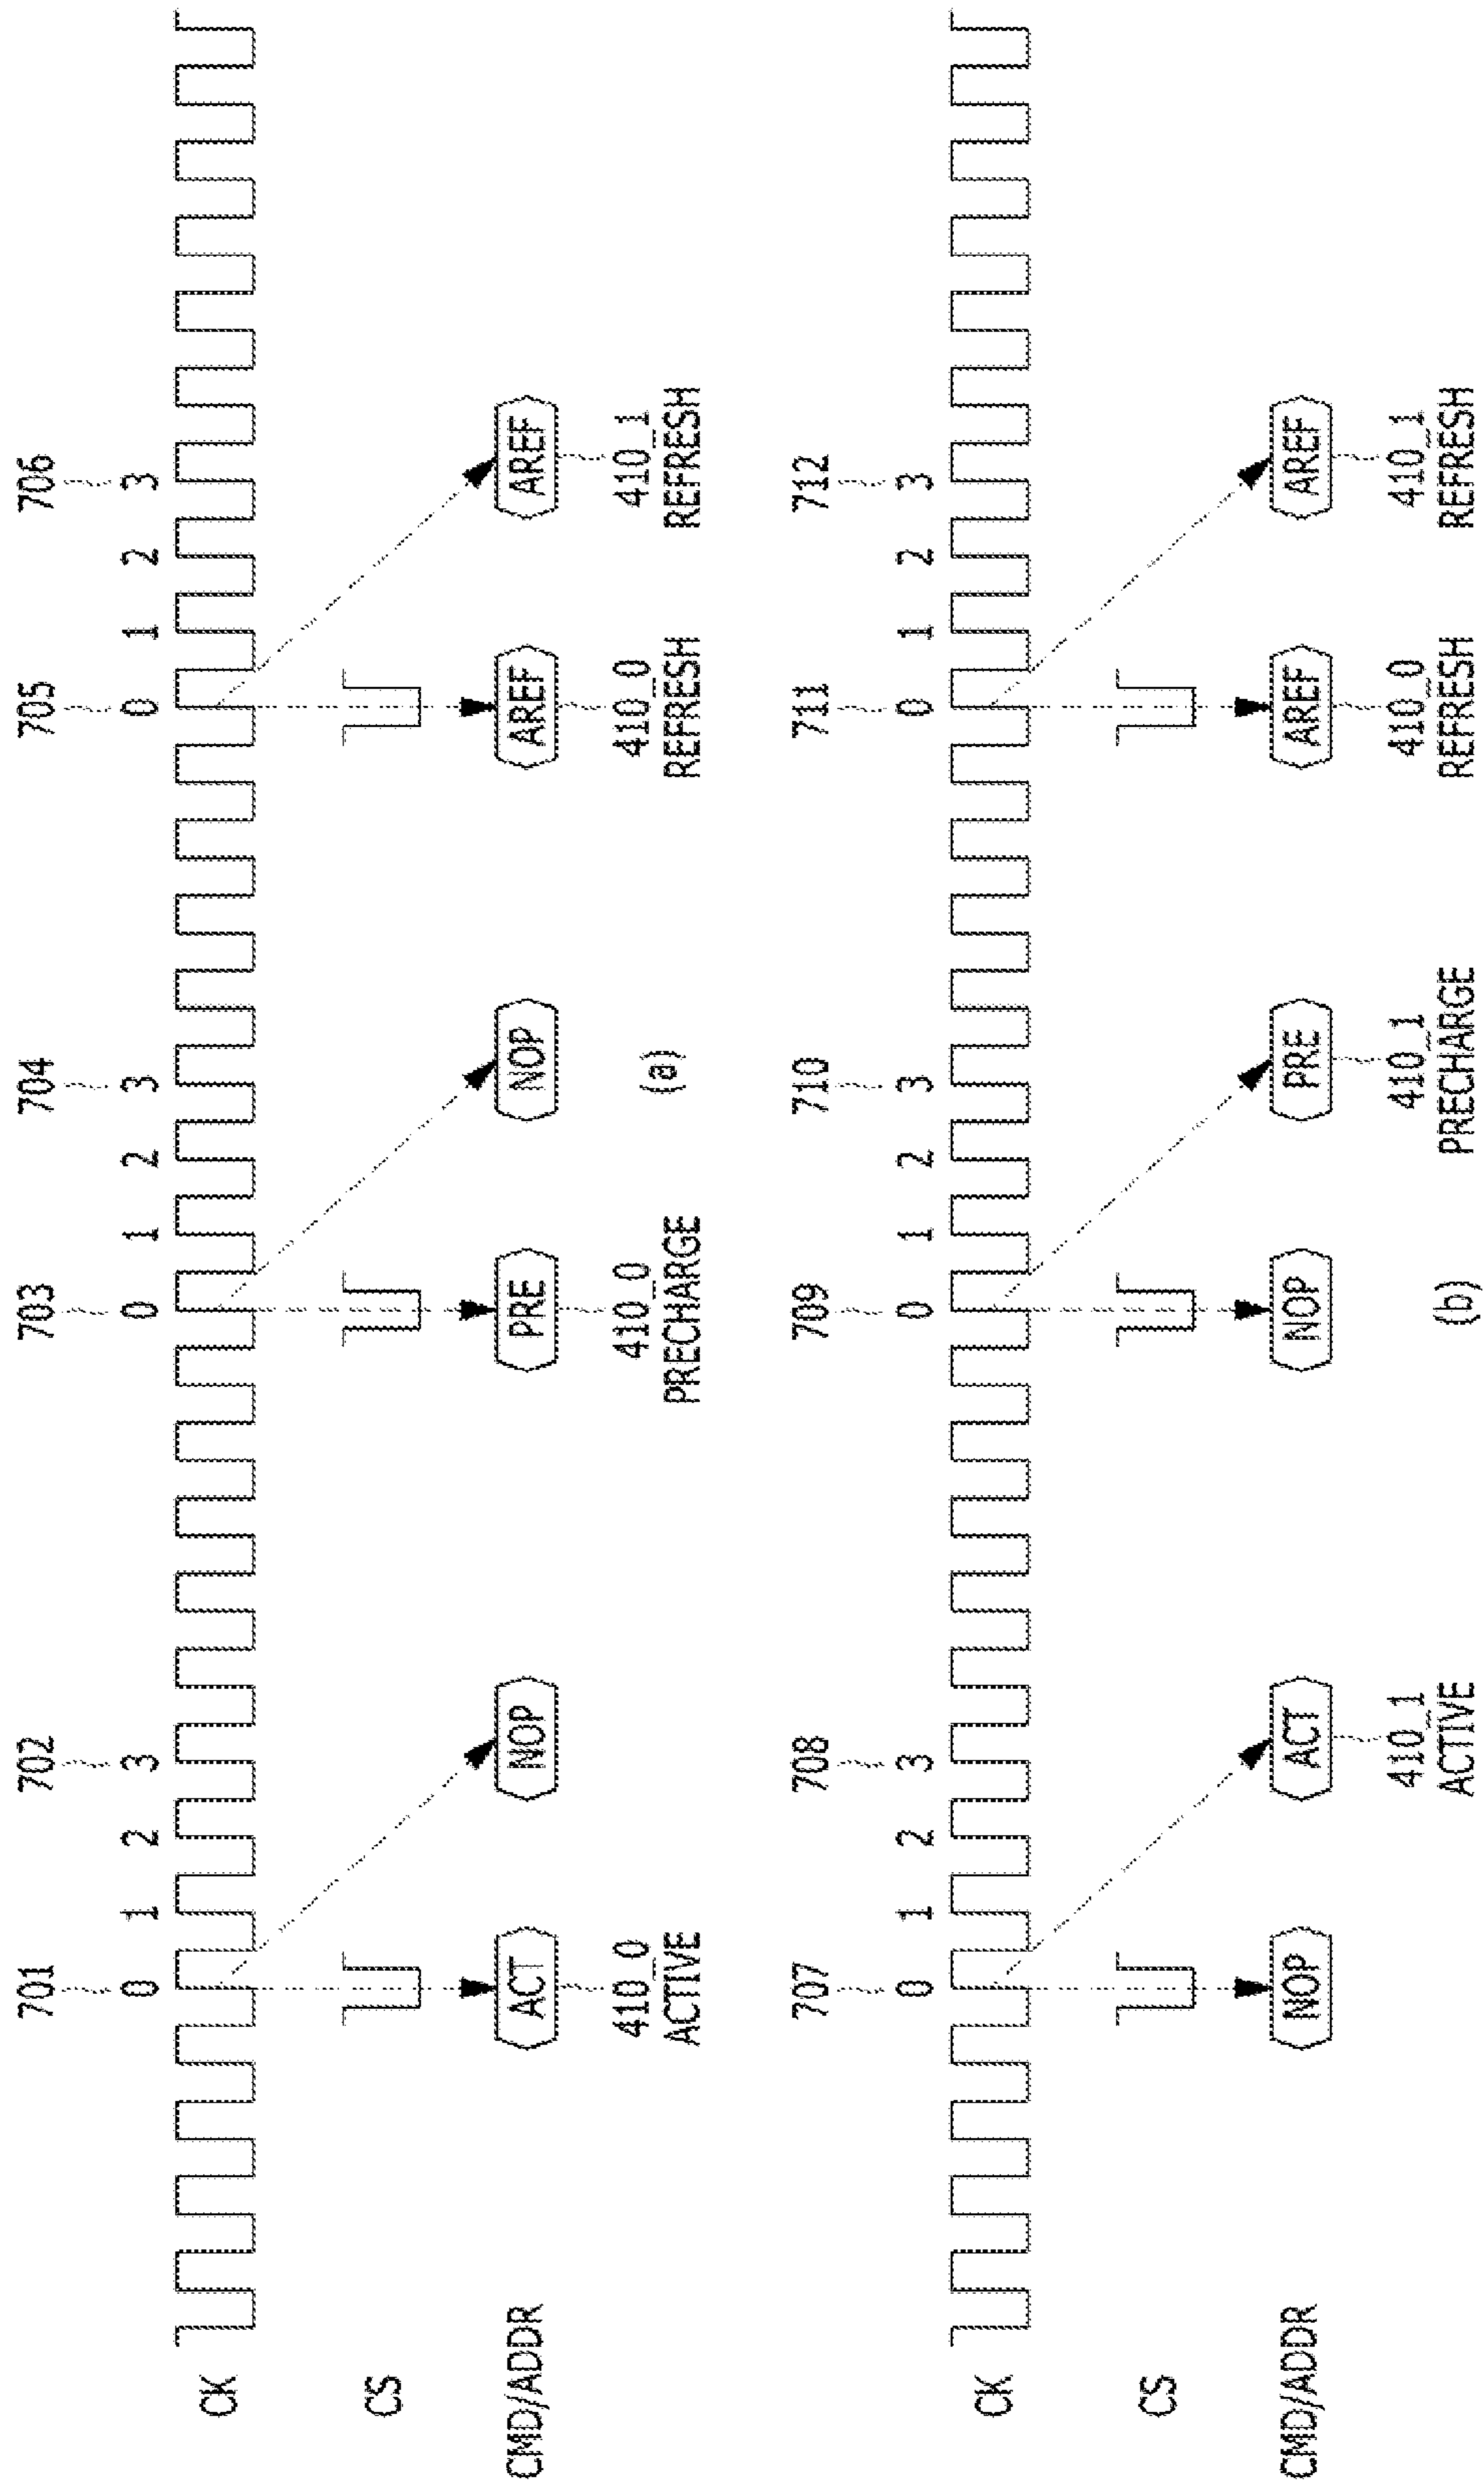 701 702 703 704 705 706
0 1 2 3 0 1 2 3 0 1 2 3
CK
CS
CMD/ADDR
ACT NOP PRE NOP AREF AREF
410_0 410_0 410_0 410_1
ACTIVE PRECHARGE REFRESH REFRESH
(a)
707 708 709 710 711 712
0 1 2 3 0 1 2 3 0 1 2 3
CK
CS
CMD/ADDR
NOP ACT NOP PRE AREF AREF
410_1 410_1 410_0 410_1
ACTIVE PRECHARGE REFRESH REFRESH
(b)